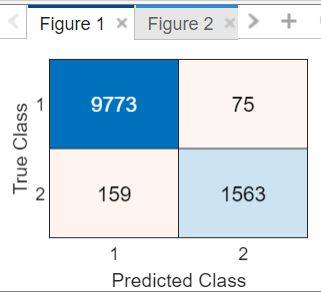 Figure 1 × Figure 2 ×
1 9773 75
2 159 1563
1 2
True Class
Predicted Class